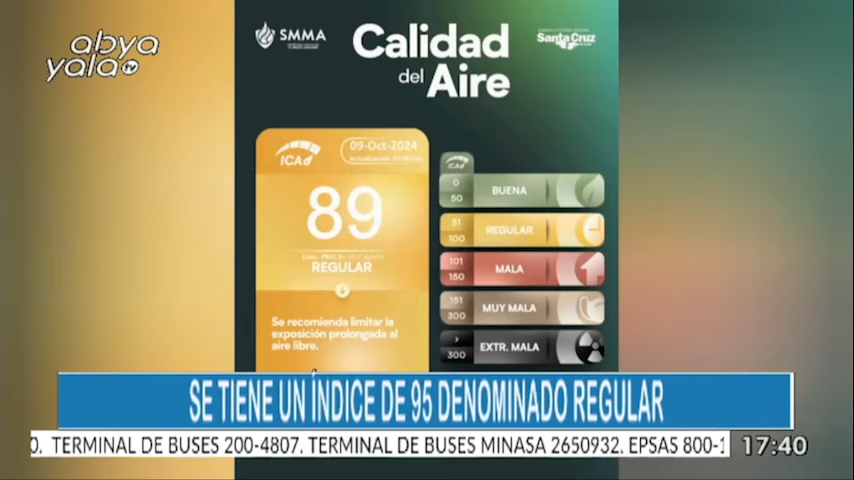 abya
yala tv
SMMA
Calidad
del Aire
Santa Cruz
ICA
09-Oct-2024
89
REGULAR
Se recomienda limitar la
exposición prolongada al
aire libre.
ICA
0
50
BUENA
51
100
REGULAR
101
150
MALA
151
300
MUY MALA
>
300
EXTR. MALA
SE TIENE UN ÍNDICE DE 95 DENOMINADO REGULAR
0. TERMINAL DE BUSES 200-4807. TERMINAL DE BUSES MINASA 2650932. EPSAS 800-1
17:40